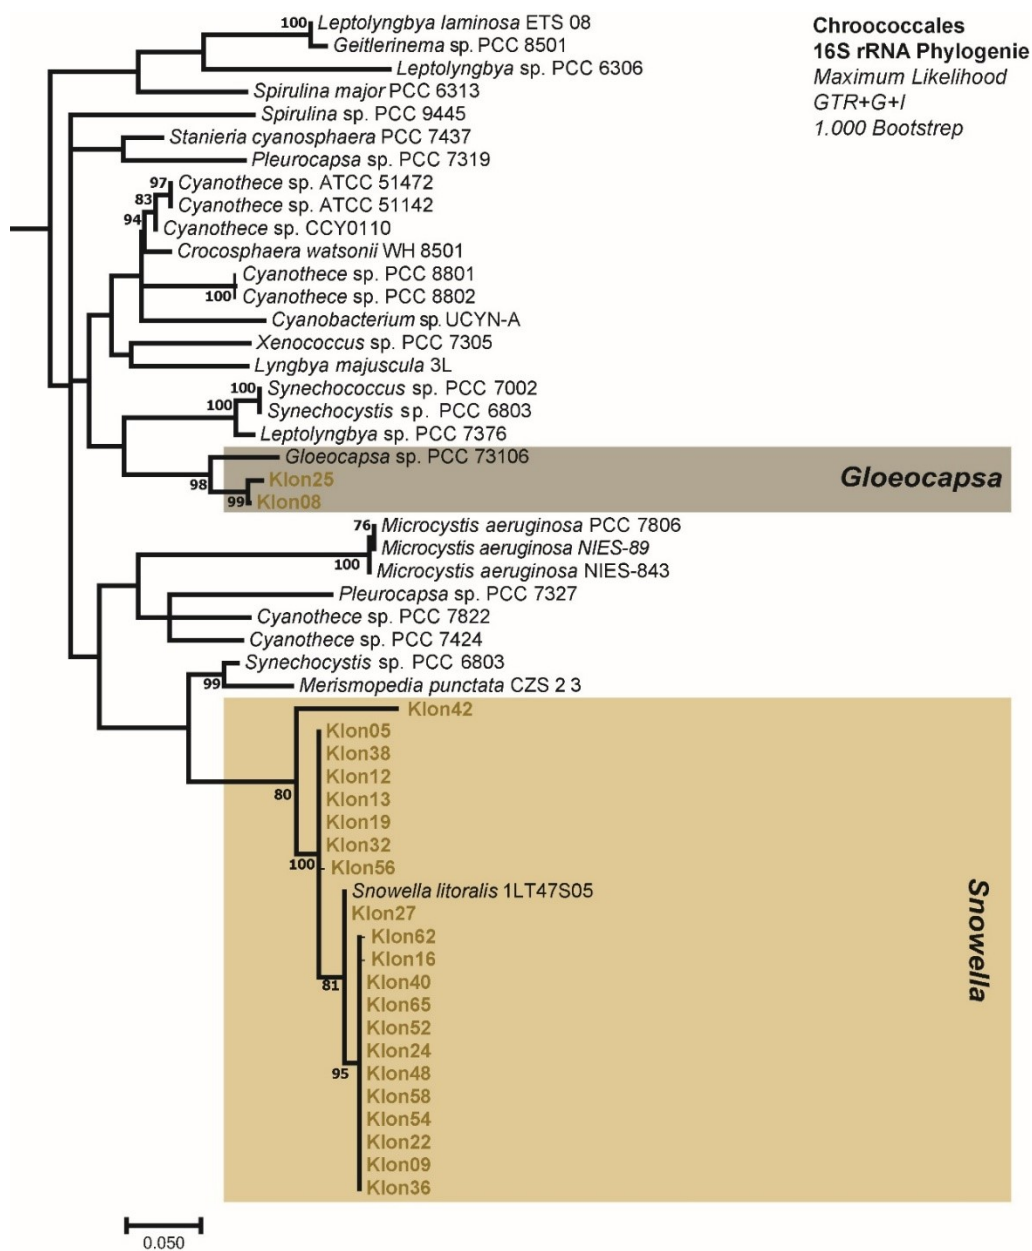 Chroococcales
16S rRNA Phylogenie
Maximum Likelihood
GTR+G+I
1.000 Bootstrep
100
Leptolyngbya laminosa ETS 08
Geitlerinema sp. PCC 8501
Leptolyngbya sp. PCC 6306
Spirulina major PCC 6313
Spirulina sp. PCC 9445
Stanieria cyanosphaera PCC 7437
Pleurocapsa sp. PCC 7319
97
Cyanothece sp. ATCC 51472
83
Cyanothece sp. ATCC 51142
94
Cyanothece sp. CCY0110
Crocosphaera watsonii WH 8501
Cyanothece sp. PCC 8801
100
Cyanothece sp. PCC 8802
Cyanobacterium sp. UCYN-A
Xenococcus sp. PCC 7305
Lyngbya majuscula 3L
100
Synechococcus sp. PCC 7002
100
Synechocystis sp. PCC 6803
Leptolyngbya sp. PCC 7376
Gloeocapsa sp. PCC 73106
98
Klon25
99
Klon08
Gloeocapsa
76
Microcystis aeruginosa PCC 7806
Microcystis aeruginosa NIES-89
100
Microcystis aeruginosa NIES-843
Pleurocapsa sp. PCC 7327
Cyanothece sp. PCC 7822
Cyanothece sp. PCC 7424
Synechocystis sp. PCC 6803
99
Merismopedia punctata CZS 2 3
Klon42
Klon05
Klon38
Klon12
80
Klon13
Klon19
Klon32
100
Klon56
Snowella litoralis 1LT47S05
Klon27
Klon62
Klon16
81
Klon40
Klon65
Klon52
Klon24
95
Klon48
Klon58
Klon54
Klon22
Klon09
Klon36
Snowella
0.050